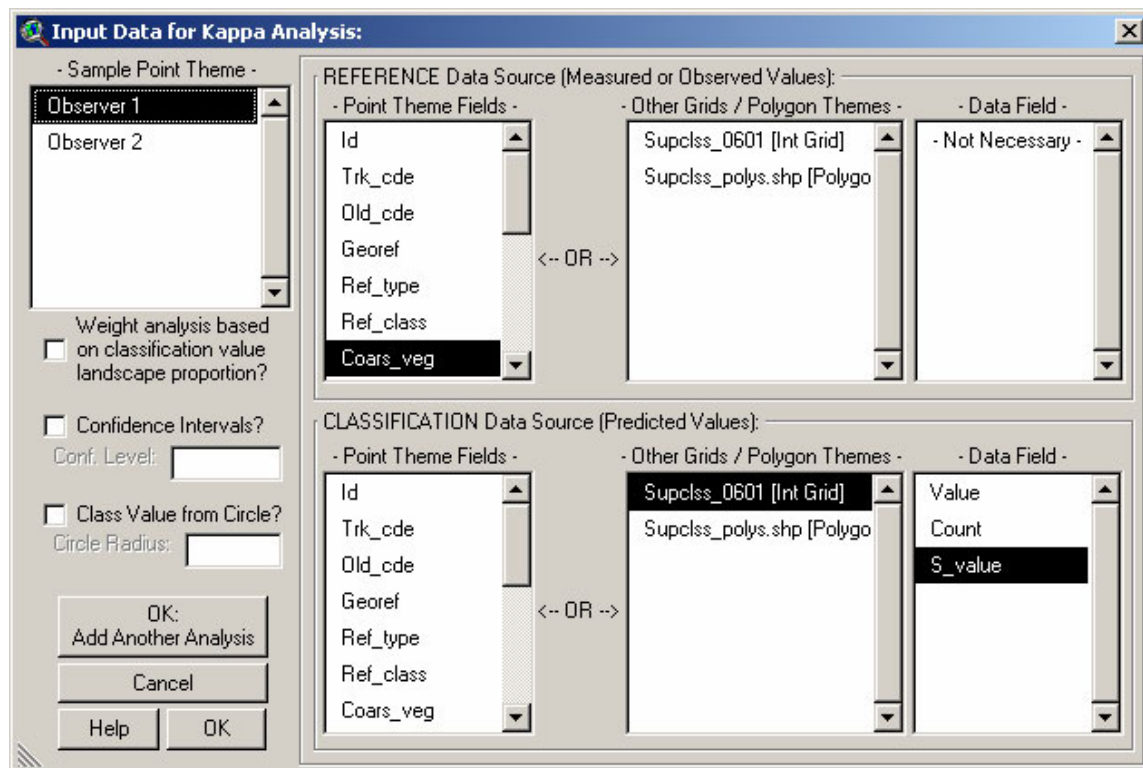 Input Data for Kappa Analysis:
- Sample Point Theme -
Observer 1
Observer 2
Weight analysis based
on classification value
landscape proportion?
Confidence Intervals?
Conf. Level:
Class Value from Circle?
Circle Radius:
OK:
Add Another Analysis
Cancel
Help
OK
REFERENCE Data Source (Measured or Observed Values):
- Point Theme Fields -
Id
Trk_cde
Old_cde
Georef
Ref_type
Ref_class
Coars_veg
<-- OR -->
- Other Grids / Polygon Themes -
Supclss_0601 [Int Grid]
Supclss_polys.shp [Polygo
- Data Field -
- Not Necessary -
CLASSIFICATION Data Source (Predicted Values):
- Point Theme Fields -
Id
Trk_cde
Old_cde
Georef
Ref_type
Ref_class
Coars_veg
<-- OR -->
- Other Grids / Polygon Themes -
Supclss_0601 [Int Grid]
Supclss_polys.shp [Polygo
- Data Field -
Value
Count
S_value